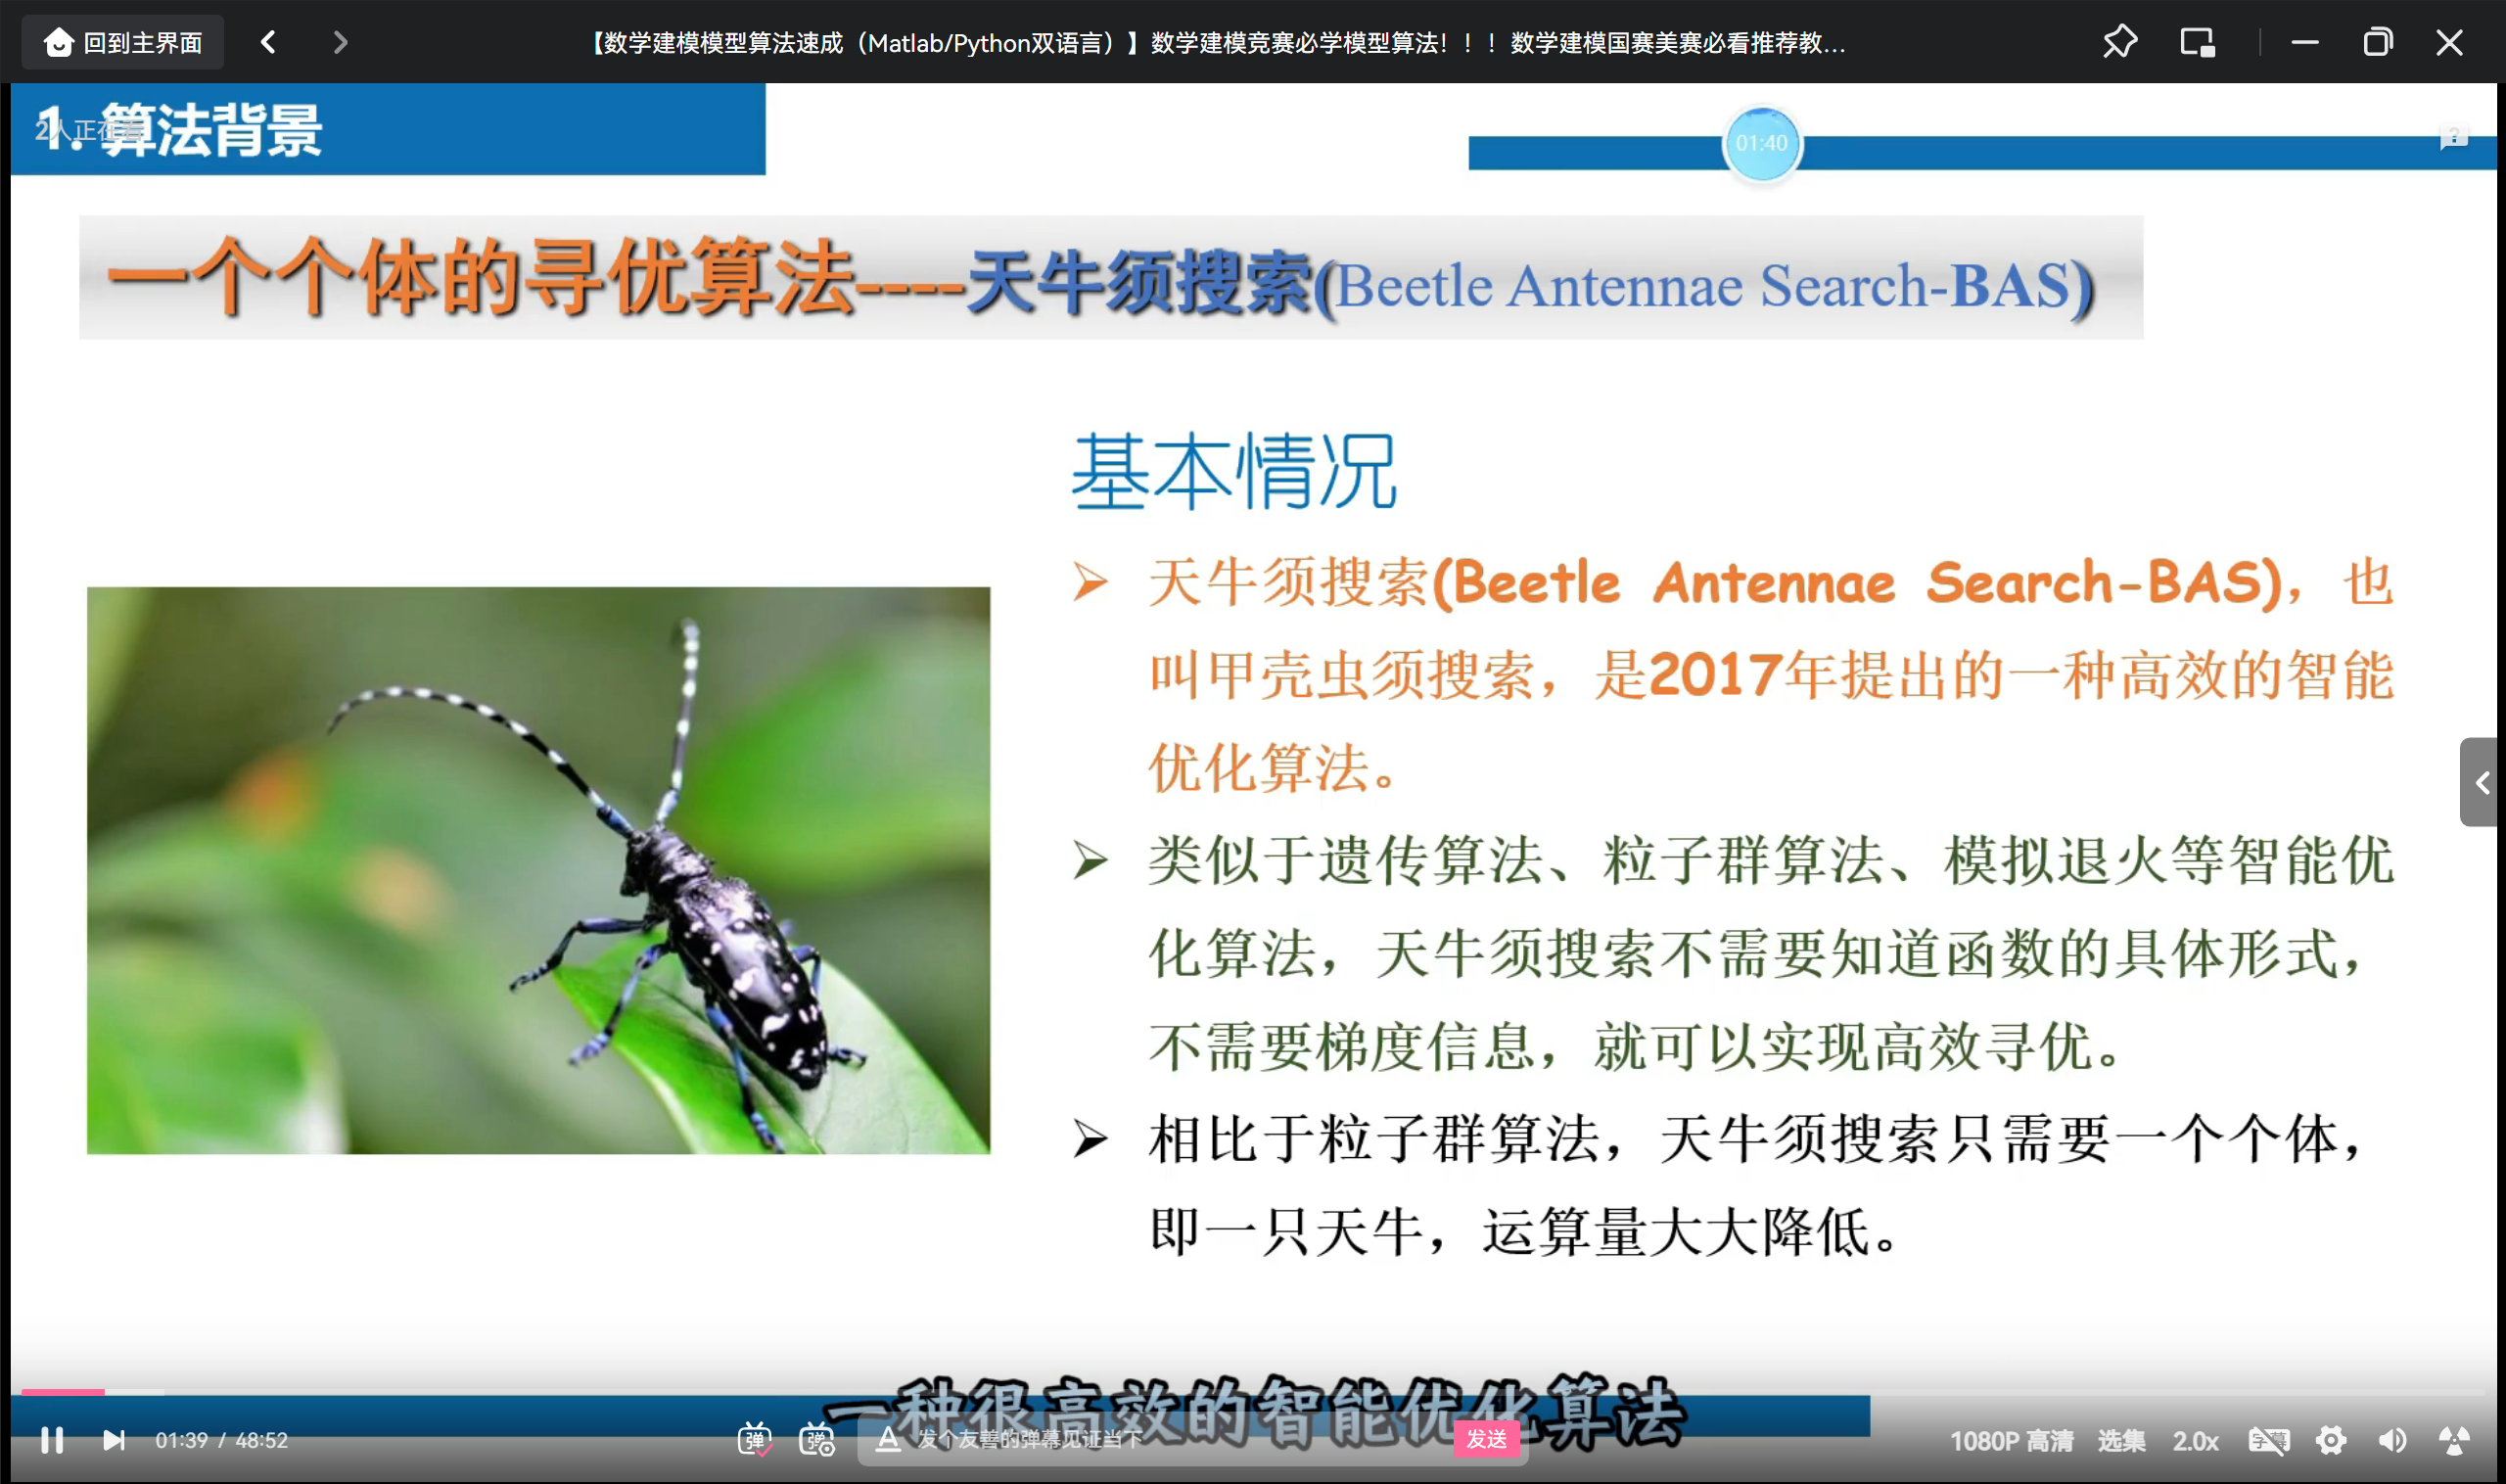 回到主界面
【数学建模模型算法速成（Matlab/Python双语言）】数学建模竞赛必学模型算法！！！数学建模国赛美赛必看推荐教...
1. 算法背景
2人正在看
01:40
一个个体的寻优算法----天牛须搜索(Beetle Antennae Search-BAS)
基本情况
➢ 天牛须搜索(Beetle Antennae Search-BAS)，也
叫甲壳虫须搜索，是2017年提出的一种高效的智能
优化算法。
➢ 类似于遗传算法、粒子群算法、模拟退火等智能优
化算法，天牛须搜索不需要知道函数的具体形式，
不需要梯度信息，就可以实现高效寻优。
➢ 相比于粒子群算法，天牛须搜索只需要一个个体，
即一只天牛，运算量大大降低。
一种很高效的智能优化算法
01:39 / 48:52
弹
弹
A
发个友善的弹幕见证当下
发送
1080P 高清
选集
2.0x
字幕